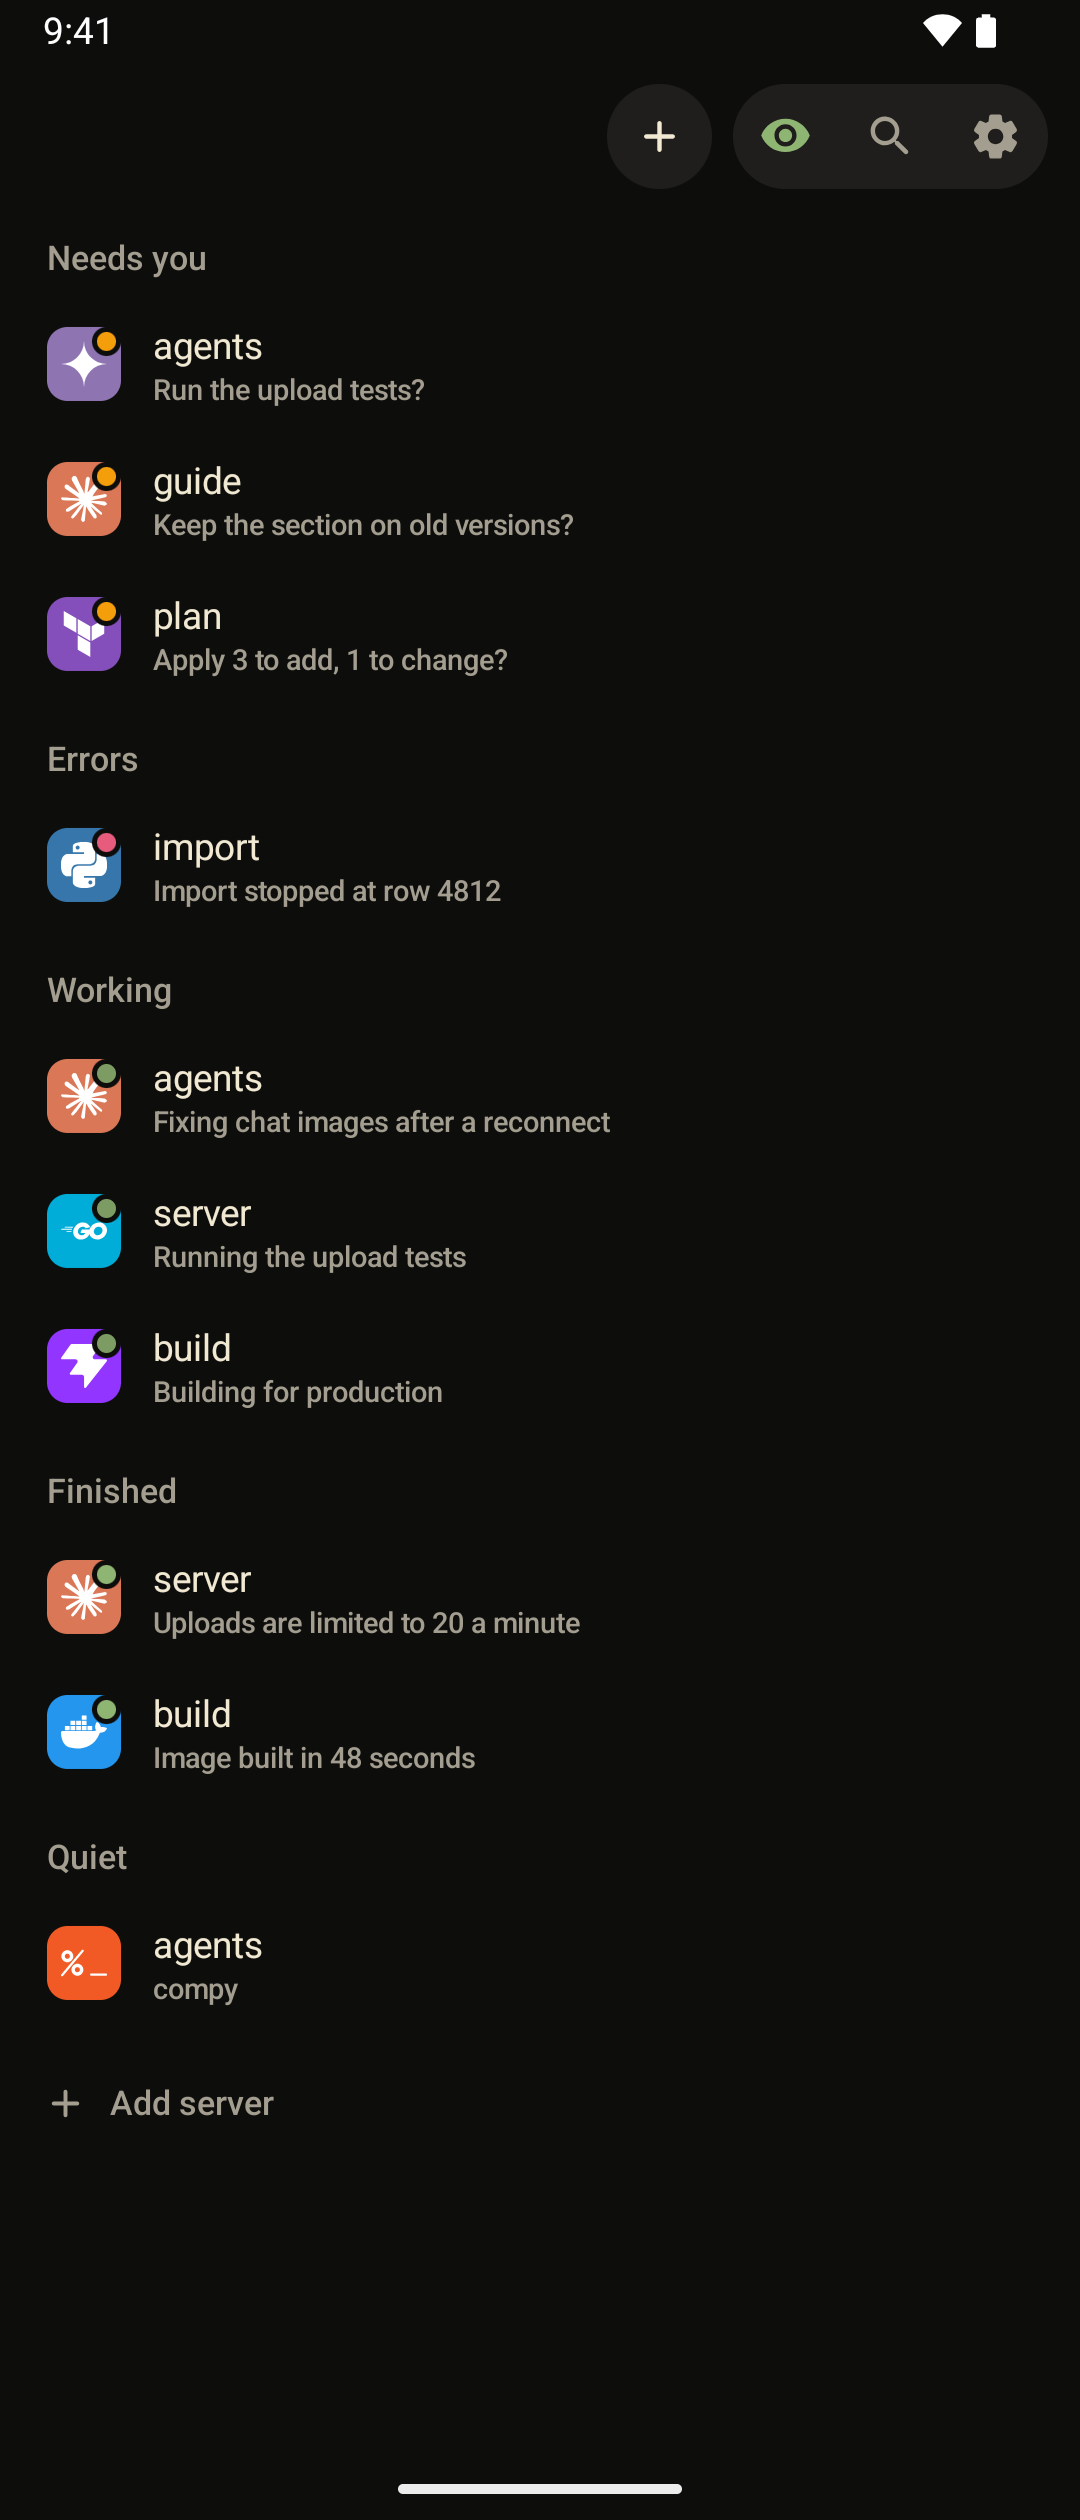 9:41
Needs you
agents
Run the upload tests?
guide
Keep the section on old versions?
plan
Apply 3 to add, 1 to change?
Errors
import
Import stopped at row 4812
Working
agents
Fixing chat images after a reconnect
GO
server
Running the upload tests
build
Building for production
Finished
server
Uploads are limited to 20 a minute
build
Image built in 48 seconds
Quiet
%_
agents
compy
Add server